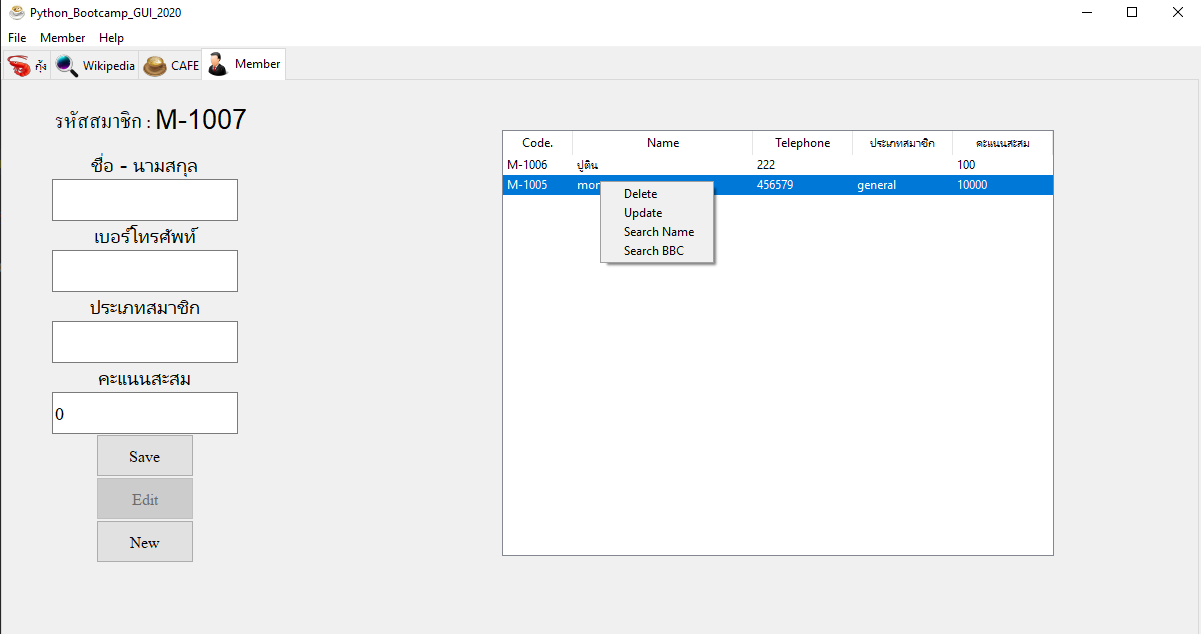 Python_Bootcamp_GUI_2020
File Member Help
กุ้ง Wikipedia CAFE Member
รหัสสมาชิก : M-1007
ชื่อ - นามสกุล
เบอร์โทรศัพท์
ประเภทสมาชิก
คะแนนสะสม
0
Save
Edit
New
Code. Name Telephone ประเภทสมาชิก คะแนนสะสม
M-1006 ปูติน 222 100
M-1005 456579 general 10000
Delete
Update
Search Name
Search BBC